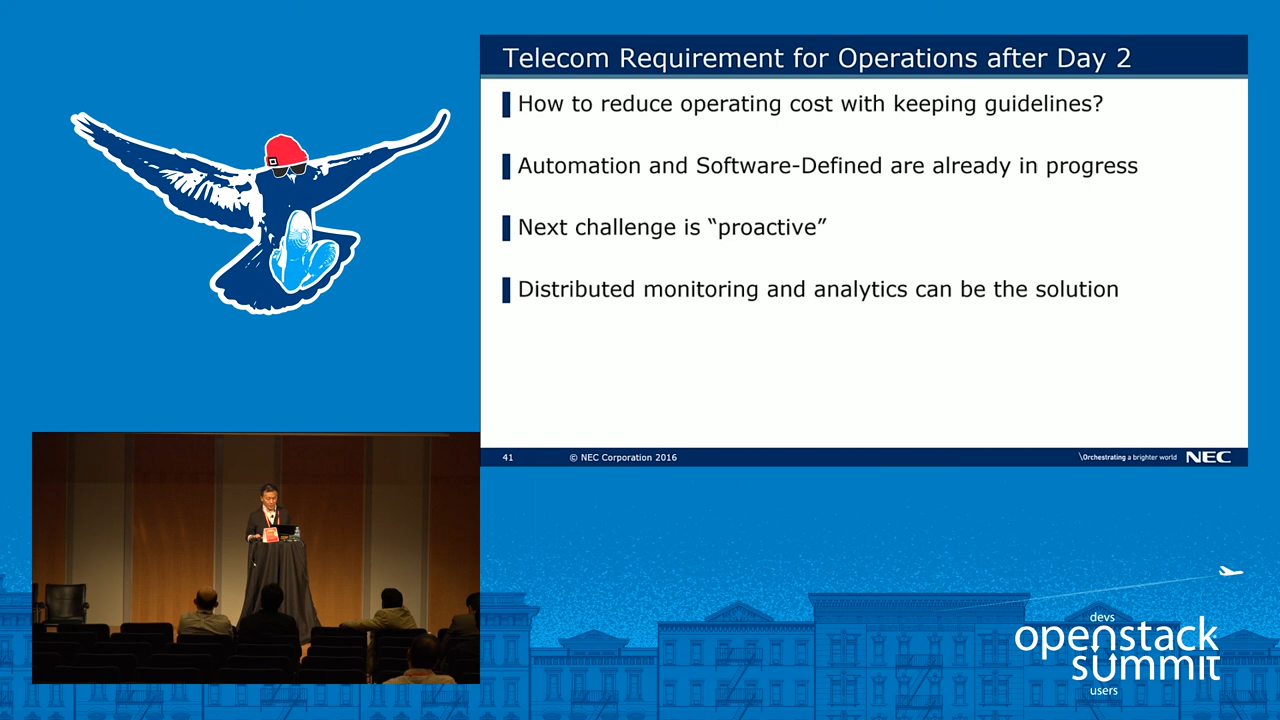 Telecom Requirement for Operations after Day 2
How to reduce operating cost with keeping guidelines?
Automation and Software-Defined are already in progress
Next challenge is “proactive”
Distributed monitoring and analytics can be the solution
41 © NEC Corporation 2016 \Orchestrating a brighter world NEC
devs
openstack
summit
users